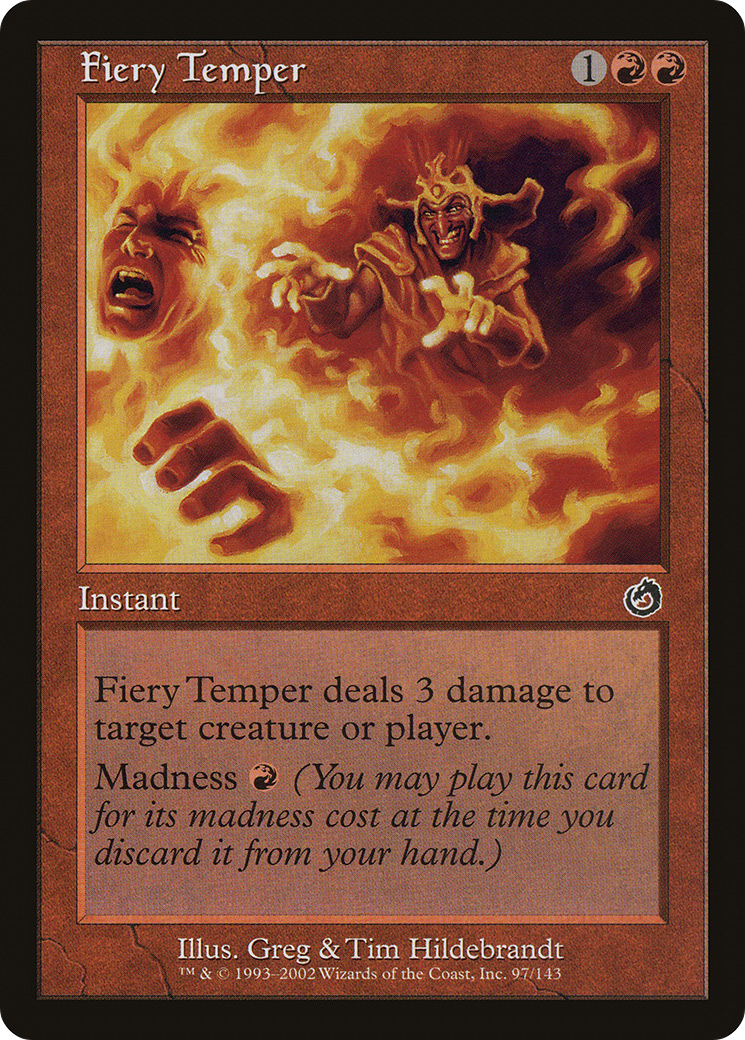 Fiery Temper 1
Instant
Fiery Temper deals 3 damage to
target creature or player.
Madness (You may play this card
for its madness cost at the time you
discard it from your hand.)
Illus. Greg & Tim Hildebrandt
™ & © 1993–2002 Wizards of the Coast, Inc. 97/143